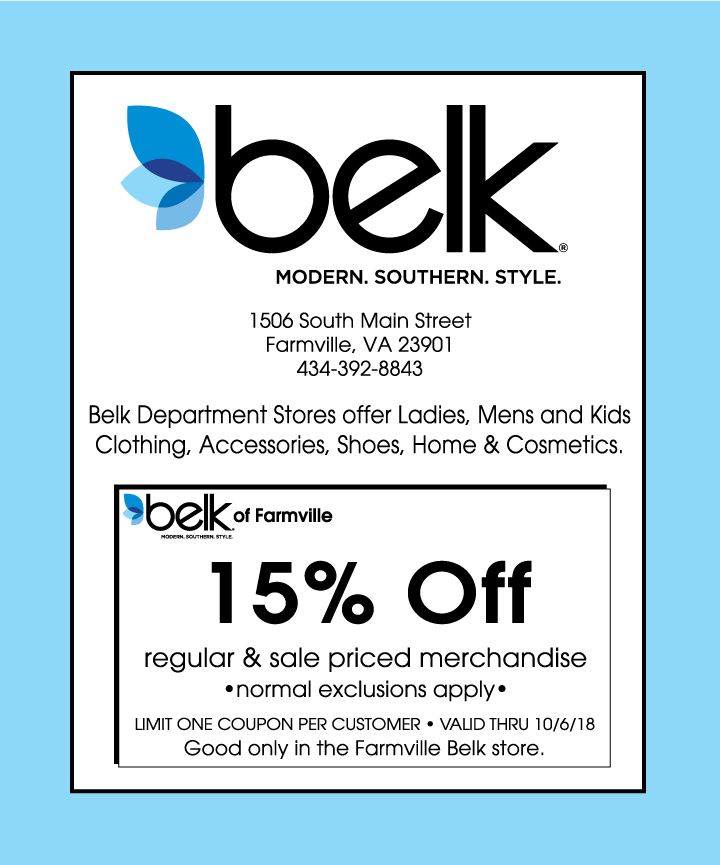 belk®
MODERN. SOUTHERN. STYLE.
1506 South Main Street
Farmville, VA 23901
434-392-8843
Belk Department Stores offer Ladies, Mens and Kids
Clothing, Accessories, Shoes, Home & Cosmetics.
belk of Farmville
MODERN. SOUTHERN. STYLE.
15% Off
regular & sale priced merchandise
•normal exclusions apply•
LIMIT ONE COUPON PER CUSTOMER • VALID THRU 10/6/18
Good only in the Farmville Belk store.